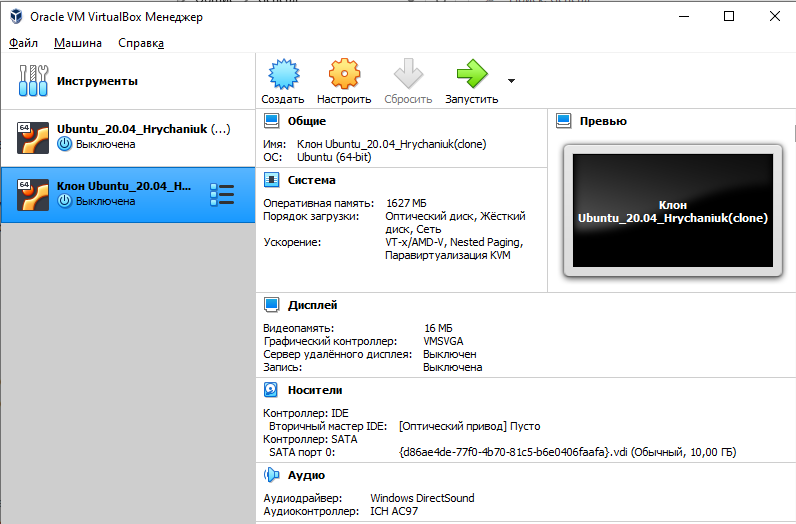 Oracle VM VirtualBox Менеджер
Файл Машина Справка
Инструменты
64
Ubuntu_20.04_Hrychaniuk (...)
Выключена
64
Клон Ubuntu_20.04_H...
Выключена
Создать Настроить Сбросить Запустить
Общие
Имя: Клон Ubuntu_20.04_Hrychaniuk(clone)
ОС: Ubuntu (64-bit)
Система
Оперативная память: 1627 МБ
Порядок загрузки: Оптический диск, Жёсткий
диск, Сеть
Ускорение: VT-x/AMD-V, Nested Paging,
Паравиртуализация KVM
Превью
Клон
Ubuntu_20.04_Hrychaniuk(clone)
Дисплей
Видеопамять: 16 МБ
Графический контроллер: VMSVGA
Сервер удалённого дисплея: Выключен
Запись: Выключена
Носители
Контроллер: IDE
Вторичный мастер IDE: [Оптический привод] Пусто
Контроллер: SATA
SATA порт 0: {d86ae4de-77f0-4b70-81c5-b6e0406faafa}.vdi (Обычный, 10,00 ГБ)
Аудио
Аудиодрайвер: Windows DirectSound
Аудиоконтроллер: ICH AC97